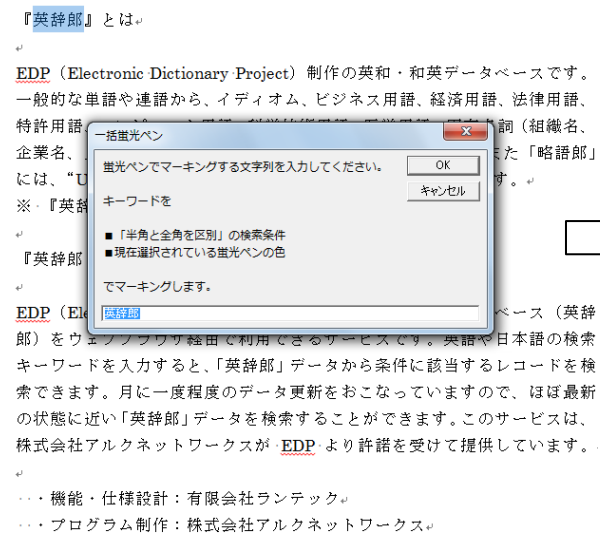 『英辞郎』とは
EDP（Electronic Dictionary Project）制作の英和・和英データベースです。
一般的な単語や連語から、イディオム、ビジネス用語、経済用語、法律用語、
特許用語、
詞（組織名、
企業名、
また「略語郎」
には、“U
す。
※・『英辞
『英辞郎
一括蛍光ペン
蛍光ペンでマーキングする文字列を入力してください。
OK
キャンセル
キーワードを
■「半角と全角を区別」の検索条件
■現在選択されている蛍光ペンの色
でマーキングします。
英辞郎
EDP（Ele
ベース（英辞
郎）をウェブブラウザ経由で利用できるサービスです。英語や日本語の検索
キーワードを入力すると、「英辞郎」データから条件に該当するレコードを検
索できます。月に一度程度のデータ更新をおこなっていますので、ほぼ最新
の状態に近い「英辞郎」データを検索することができます。このサービスは、
株式会社アルクネットワークスが EDP より許諾を受けて提供しています。
・機能・仕様設計：有限会社ランテック
・プログラム制作：株式会社アルクネットワークス